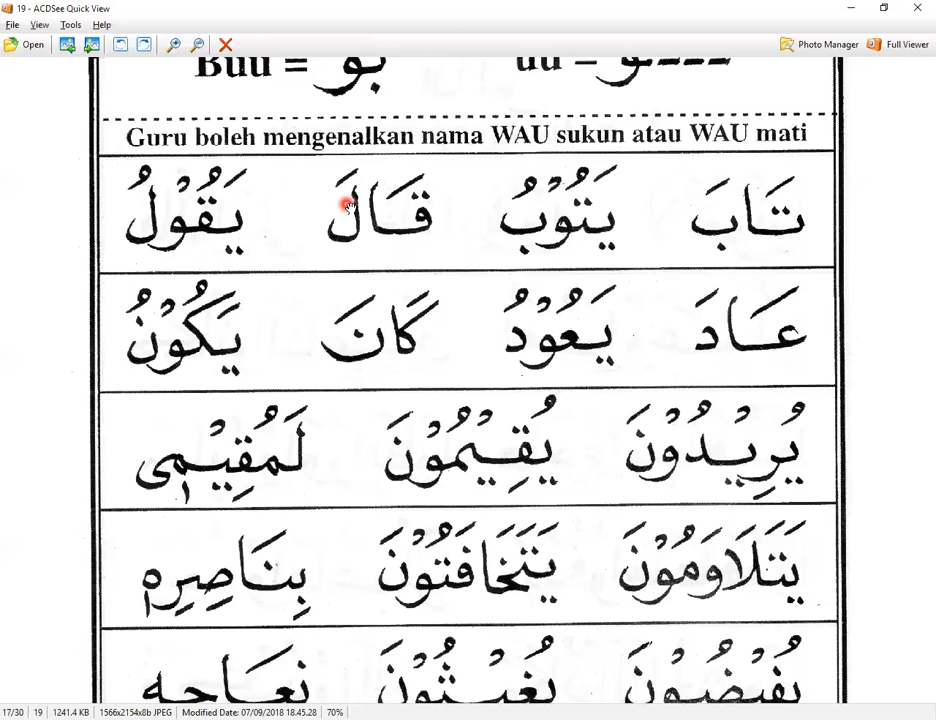 19 - ACDSee Quick View
File View Tools Help
Open Photo Manager Full Viewer
Buu = بُوْ uu = ـُوْ
Guru boleh mengenalkan nama WAU sukun atau WAU mati
تَابَ يَتُوْبُ قَالَ يَقُوْلُ
عَادَ يَعُوْدُ كَانَ يَكُوْنُ
يُرِيْدُوْنَ يُقِيْمُوْنَ لَمُقِيْمِى
يَتَلَاوَمُوْنَ يَتَخَافَتُوْنَ بِنَاصِرِهٖ
يُفِيْضُوْنَ
17/30 19 1241.4 KB 1566x2154x8b JPEG Modified Date: 07/09/2018 18.45.28 70%